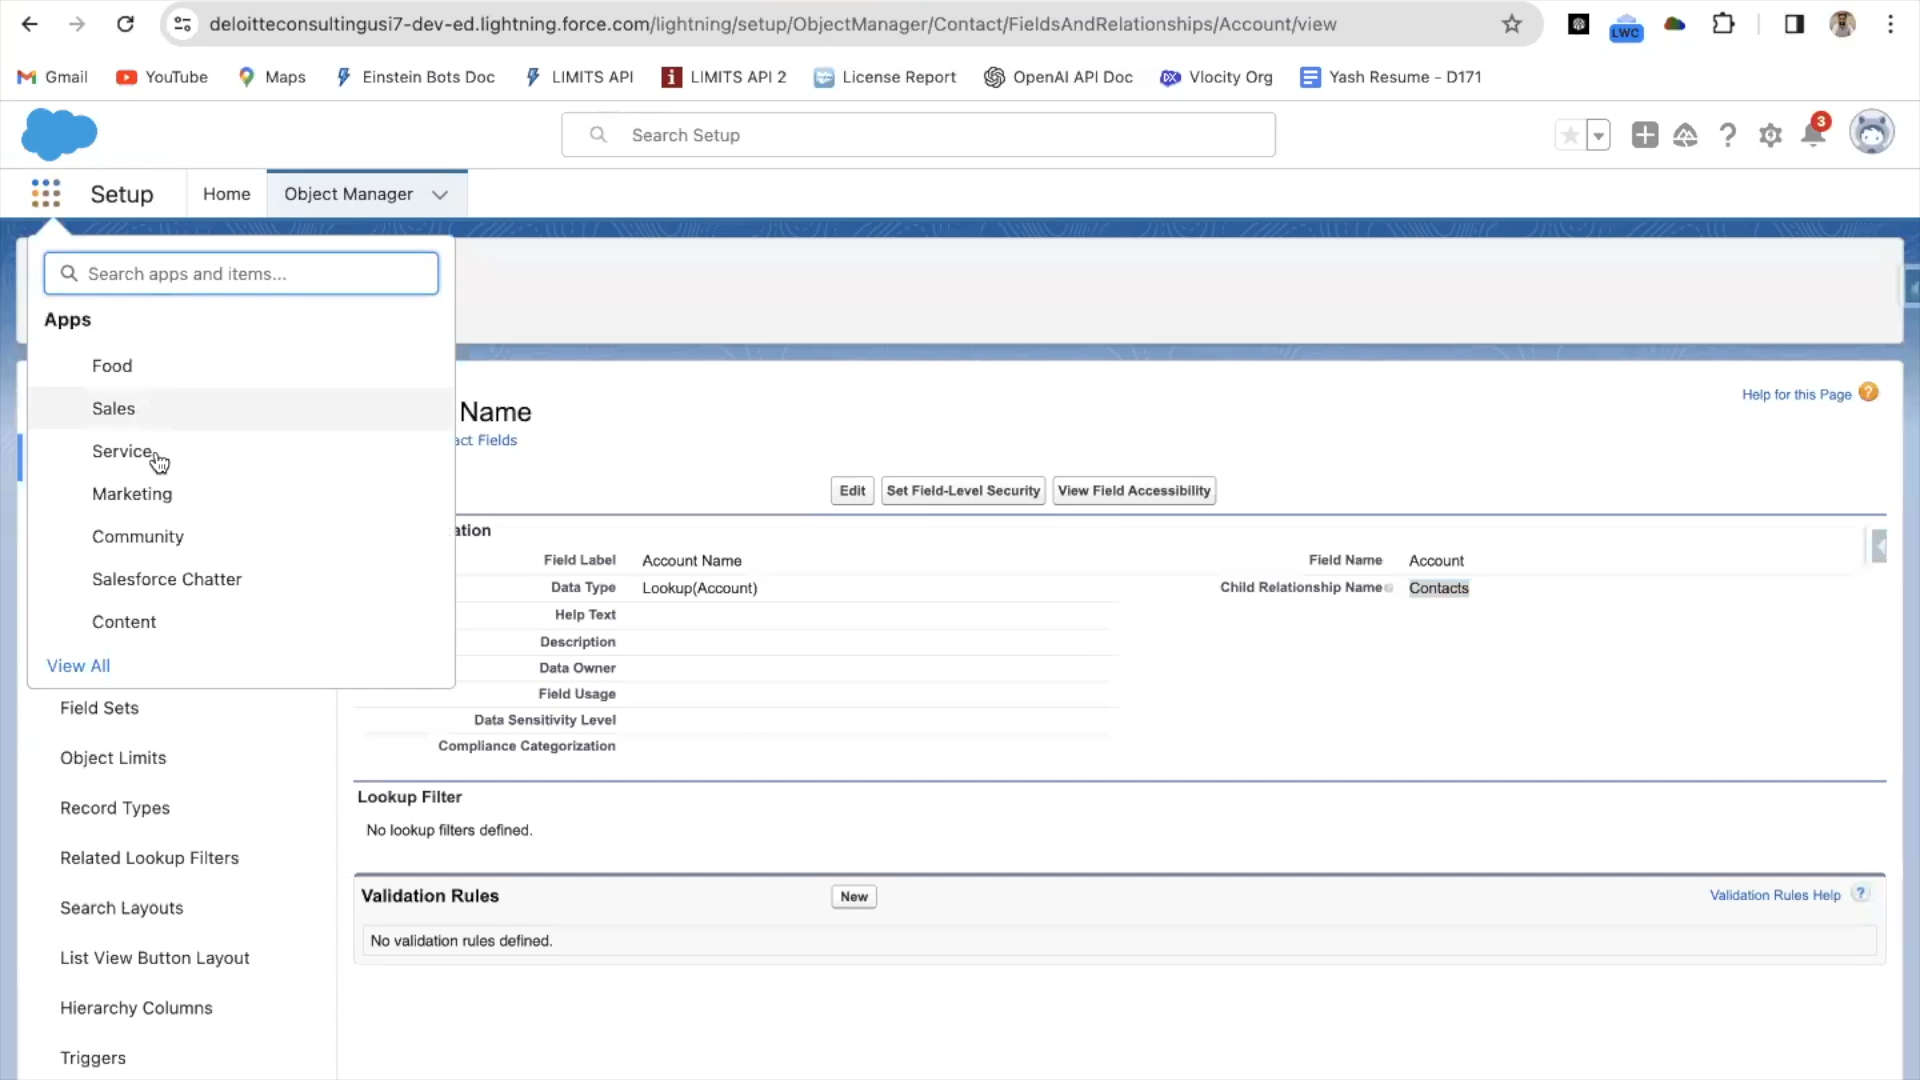 deloitteconsultingusi7-dev-ed.lightning.force.com/lightning/setup/ObjectManager/Contact/FieldsAndRelationships/Account/view
LWC
Gmail YouTube Maps Einstein Bots Doc LIMITS API LIMITS API 2 License Report OpenAI API Doc Vlocity Org Yash Resume - D171
Search Setup
3
Setup Home Object Manager
Search apps and items...
Apps
Food
Sales
Service
Marketing
Community
Salesforce Chatter
Content
View All
Field Sets
Object Limits
Record Types
Related Lookup Filters
Search Layouts
List View Button Layout
Hierarchy Columns
Triggers
Name
act Fields
Help for this Page ?
Edit Set Field-Level Security View Field Accessibility
ation
Field Label Account Name Field Name Account
Data Type Lookup(Account) Child Relationship Name Contacts
Help Text
Description
Data Owner
Field Usage
Data Sensitivity Level
Compliance Categorization
Lookup Filter
No lookup filters defined.
Validation Rules New Validation Rules Help ?
No validation rules defined.